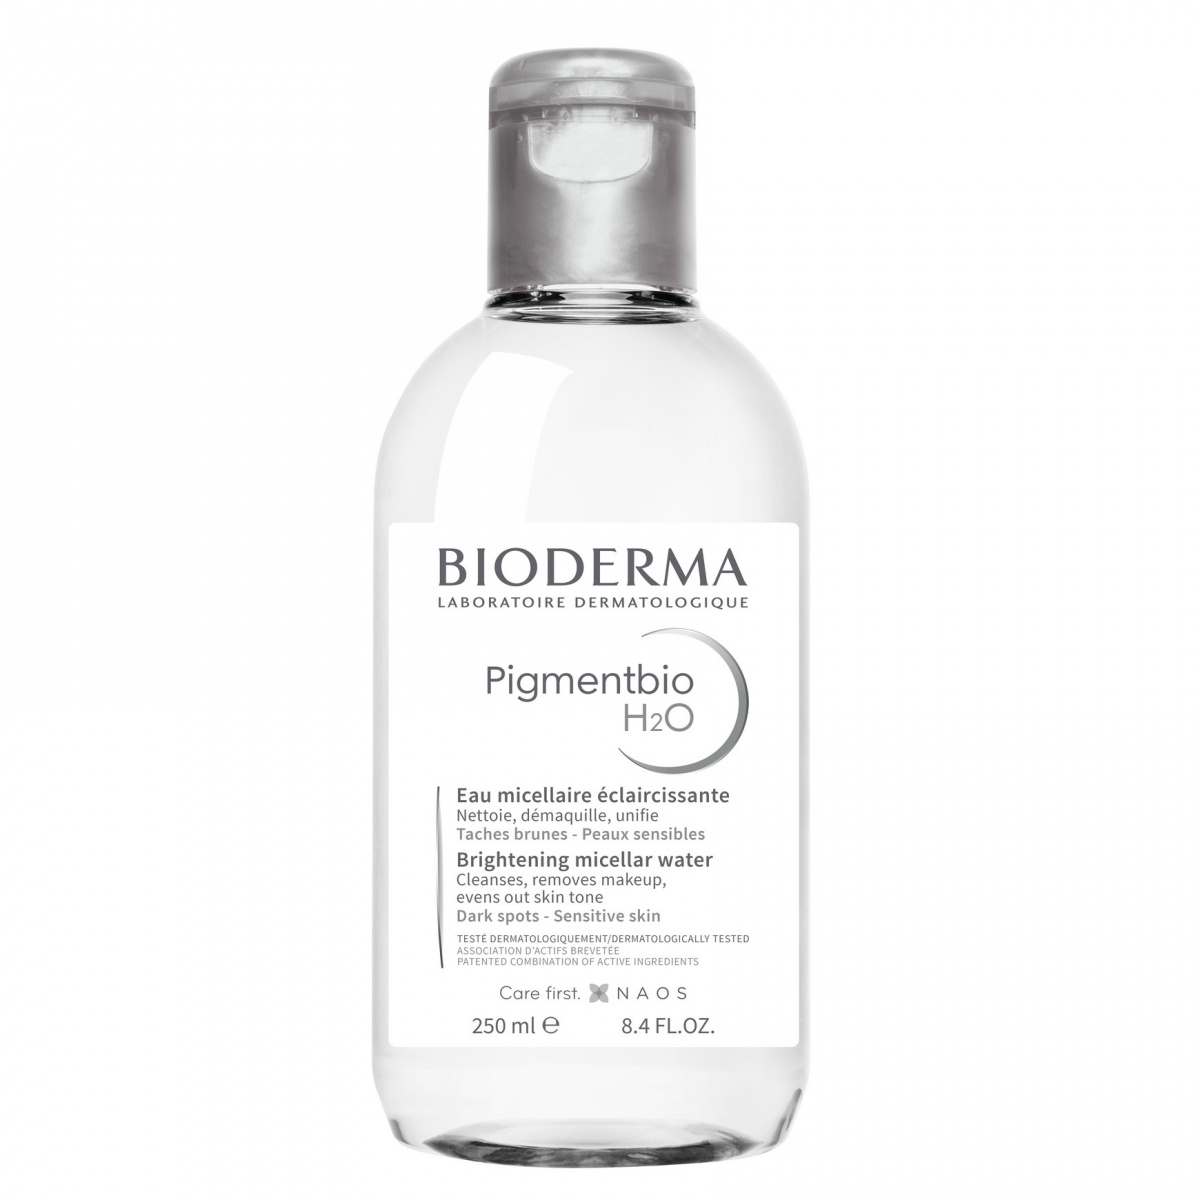 BIODERMA
LABORATOIRE DERMATOLOGIQUE
Pigmentbio
H2O
Eau micellaire éclaircissante
Nettoie, démaquille, unifie
Taches brunes - Peaux sensibles
Brightening micellar water
Cleanses, removes makeup,
evens out skin tone
Dark spots - Sensitive skin
TESTÉ DERMATOLOGIQUEMENT/DERMATOLOGICALLY TESTED
ASSOCIATION D'ACTIFS BREVETÉE
PATENTED COMBINATION OF ACTIVE INGREDIENTS
Care first. NAOS
250 ml ℮ 8.4 FL.OZ.